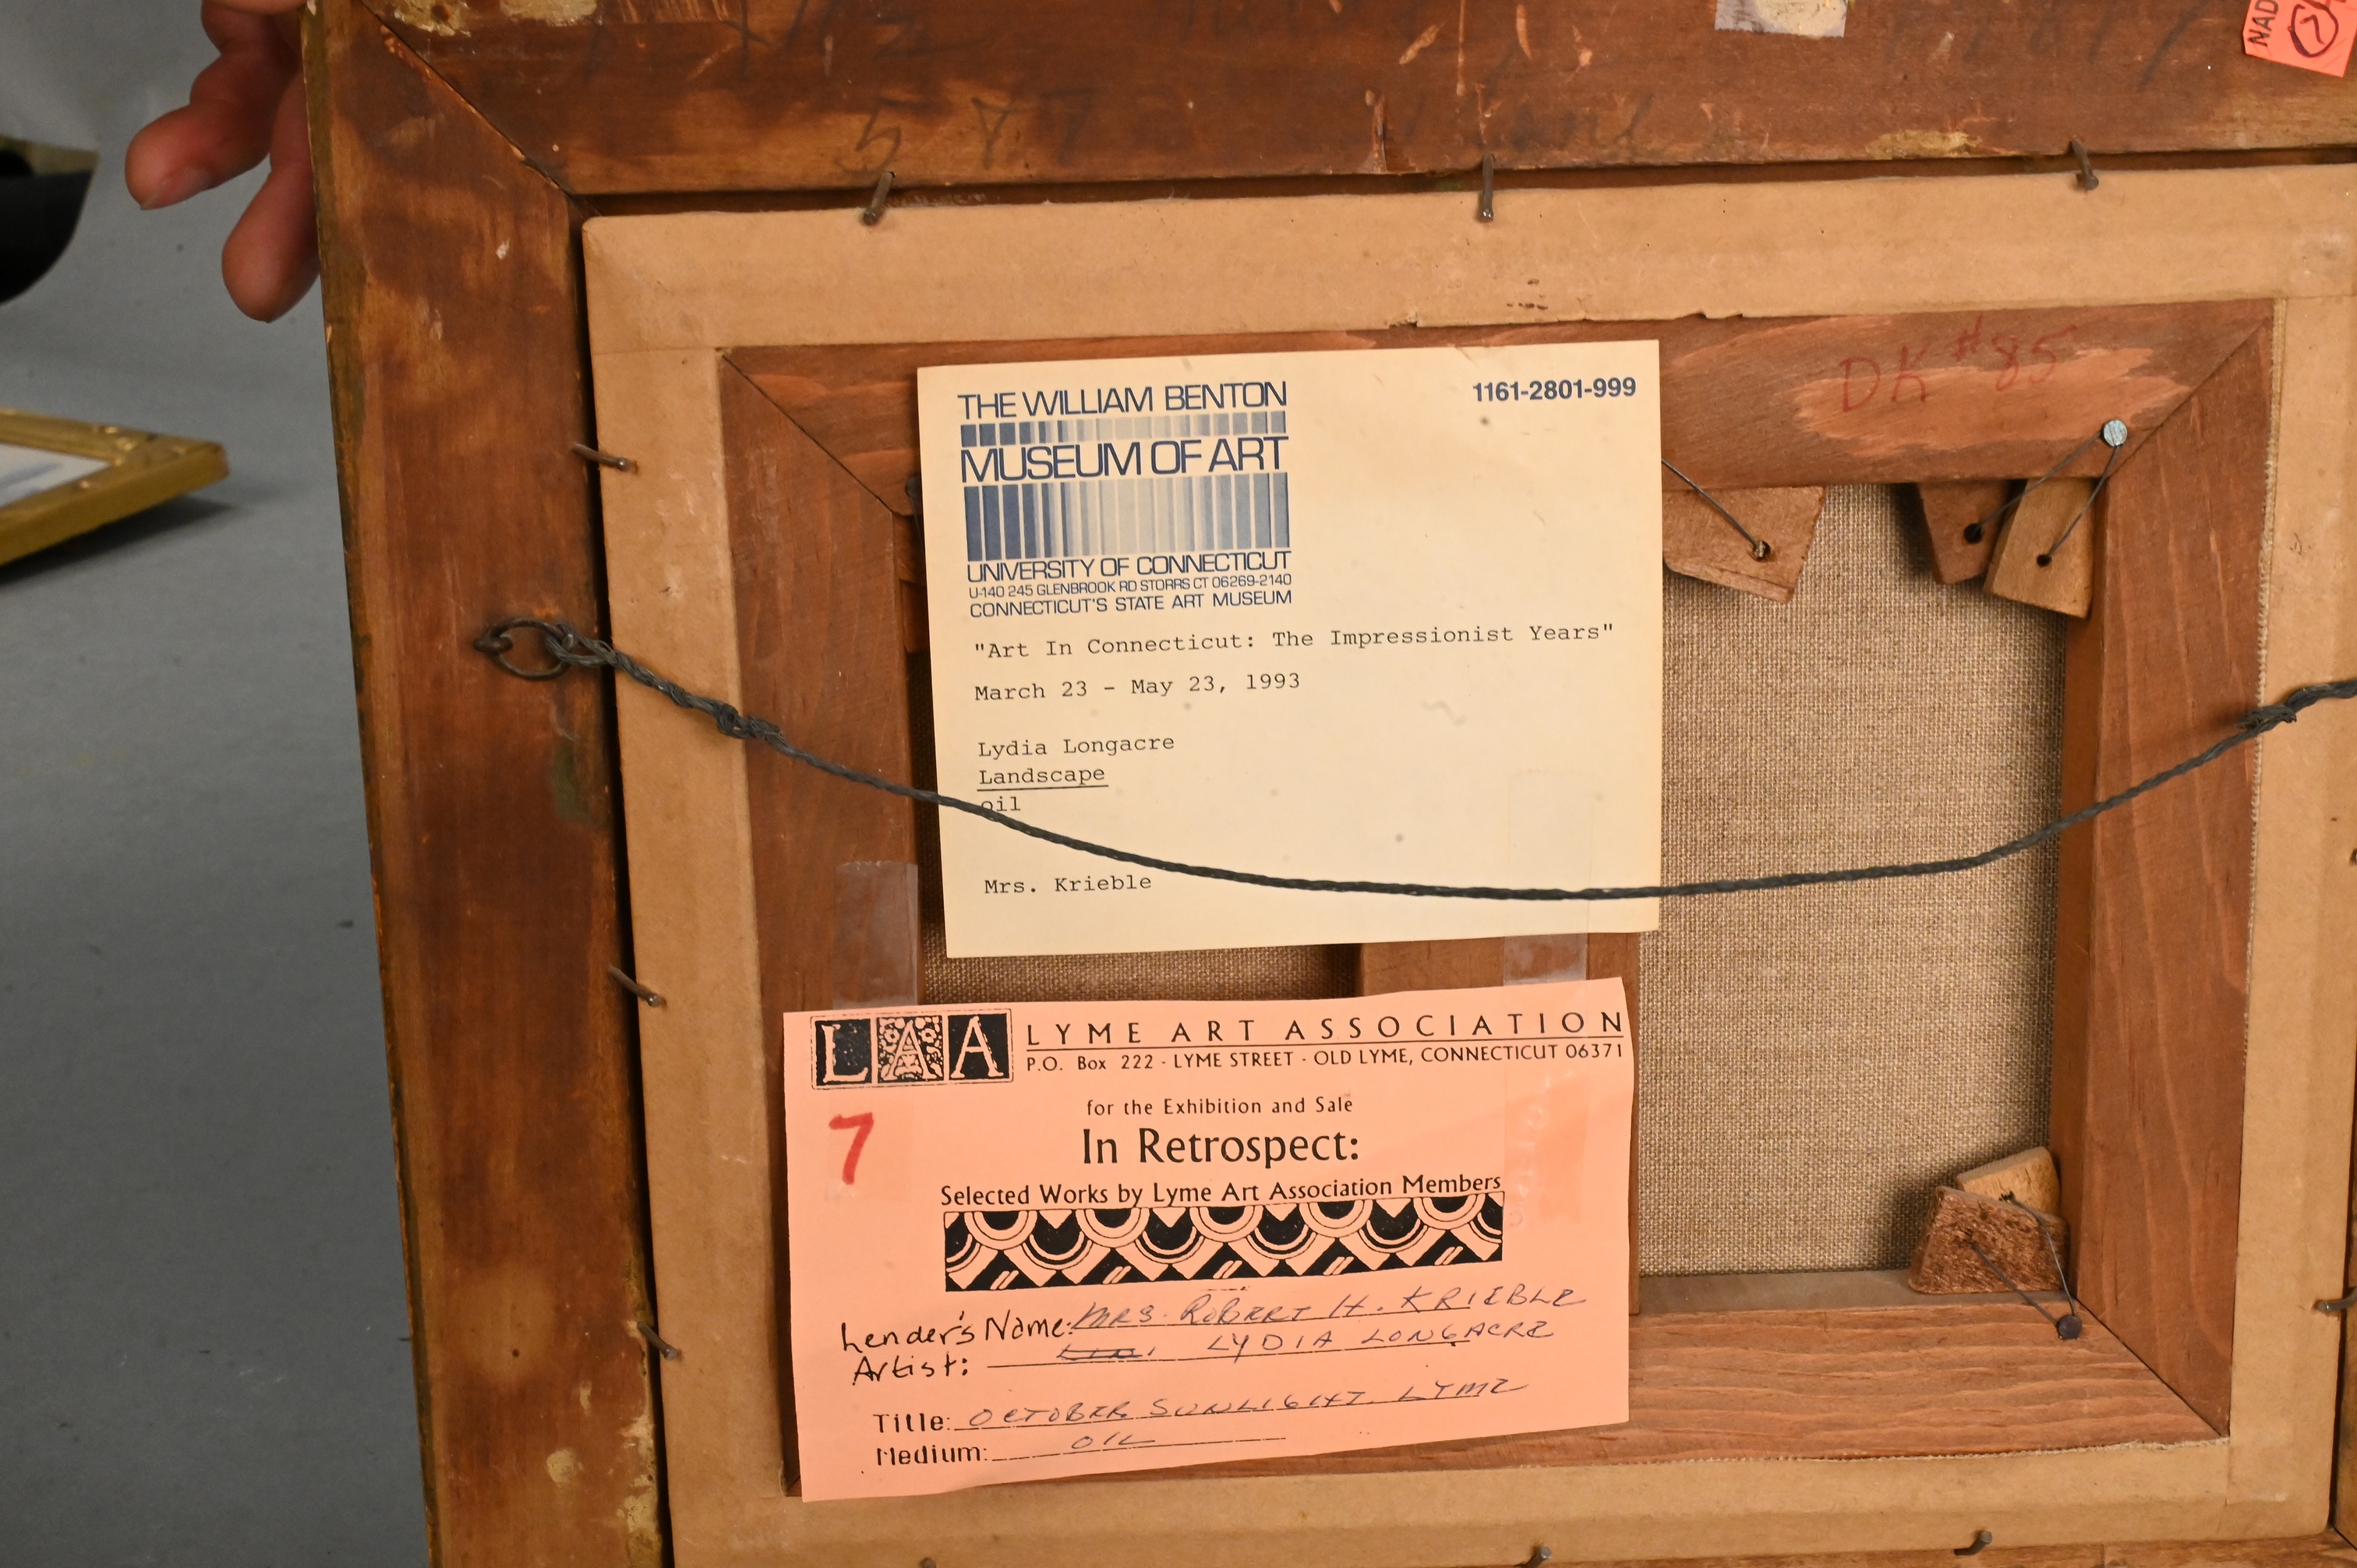 NAD
587
DK #85
THE WILLIAM BENTON
MUSEUM OF ART
UNIVERSITY OF CONNECTICUT
U-140 245 GLENBROOK RD STORRS CT 06269-2140
CONNECTICUT'S STATE ART MUSEUM
1161-2801-999
"Art In Connecticut: The Impressionist Years"
March 23 - May 23, 1993
Lydia Longacre
Landscape
oil
Mrs. Krieble
LAA
LYME ART ASSOCIATION
P.O. Box 222 - LYME STREET - OLD LYME, CONNECTICUT 06371
7
for the Exhibition and Sale
In Retrospect:
Selected Works by Lyme Art Association Members
Lender's Name: MRS. ROBERT H. KRIEBLE
Artist: LYDIA LONGACRE
Title: OCTOBER SUNLIGHT. LYME
Medium: OIL